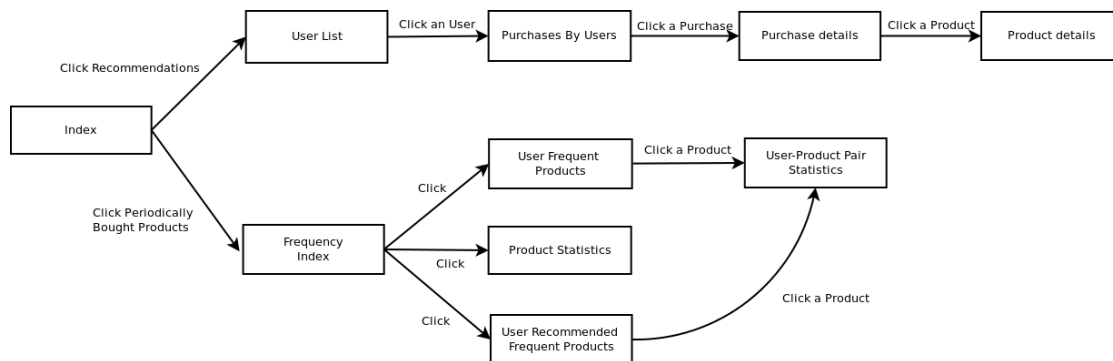 Click an User
Click a Purchase
Click a Product
User List
Purchases By Users
Purchase details
Product details
Click Recommendations
Index
User Frequent
Products
Click a Product
User-Product Pair
Statistics
Click
Click Periodically
Bought Products
Frequency
Index
Product Statistics
Click
Click a Product
Click
User Recommended
Frequent Products